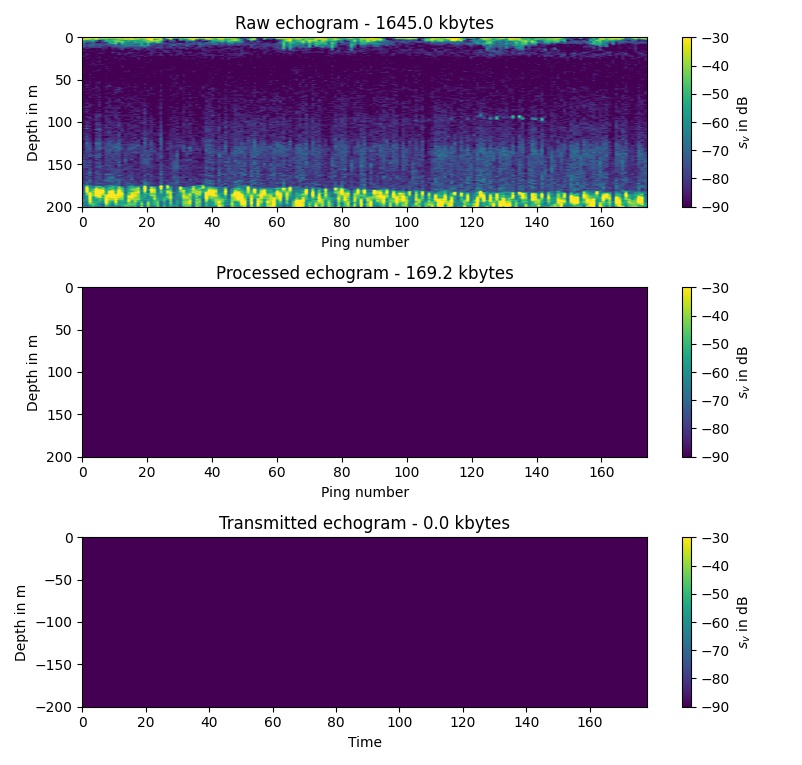 Raw echogram - 1645.0 kbytes
0
50
100
150
200
Depth in m
0 20 40 60 80 100 120 140 160
Ping number
−30
−40
−50
−60
−70
−80
−90
sᵥ in dB
Processed echogram - 169.2 kbytes
0
50
100
150
200
Depth in m
0 20 40 60 80 100 120 140 160
Ping number
−30
−40
−50
−60
−70
−80
−90
sᵥ in dB
Transmitted echogram - 0.0 kbytes
0
−50
−100
−150
−200
Depth in m
0 20 40 60 80 100 120 140 160
Time
−30
−40
−50
−60
−70
−80
−90
sᵥ in dB